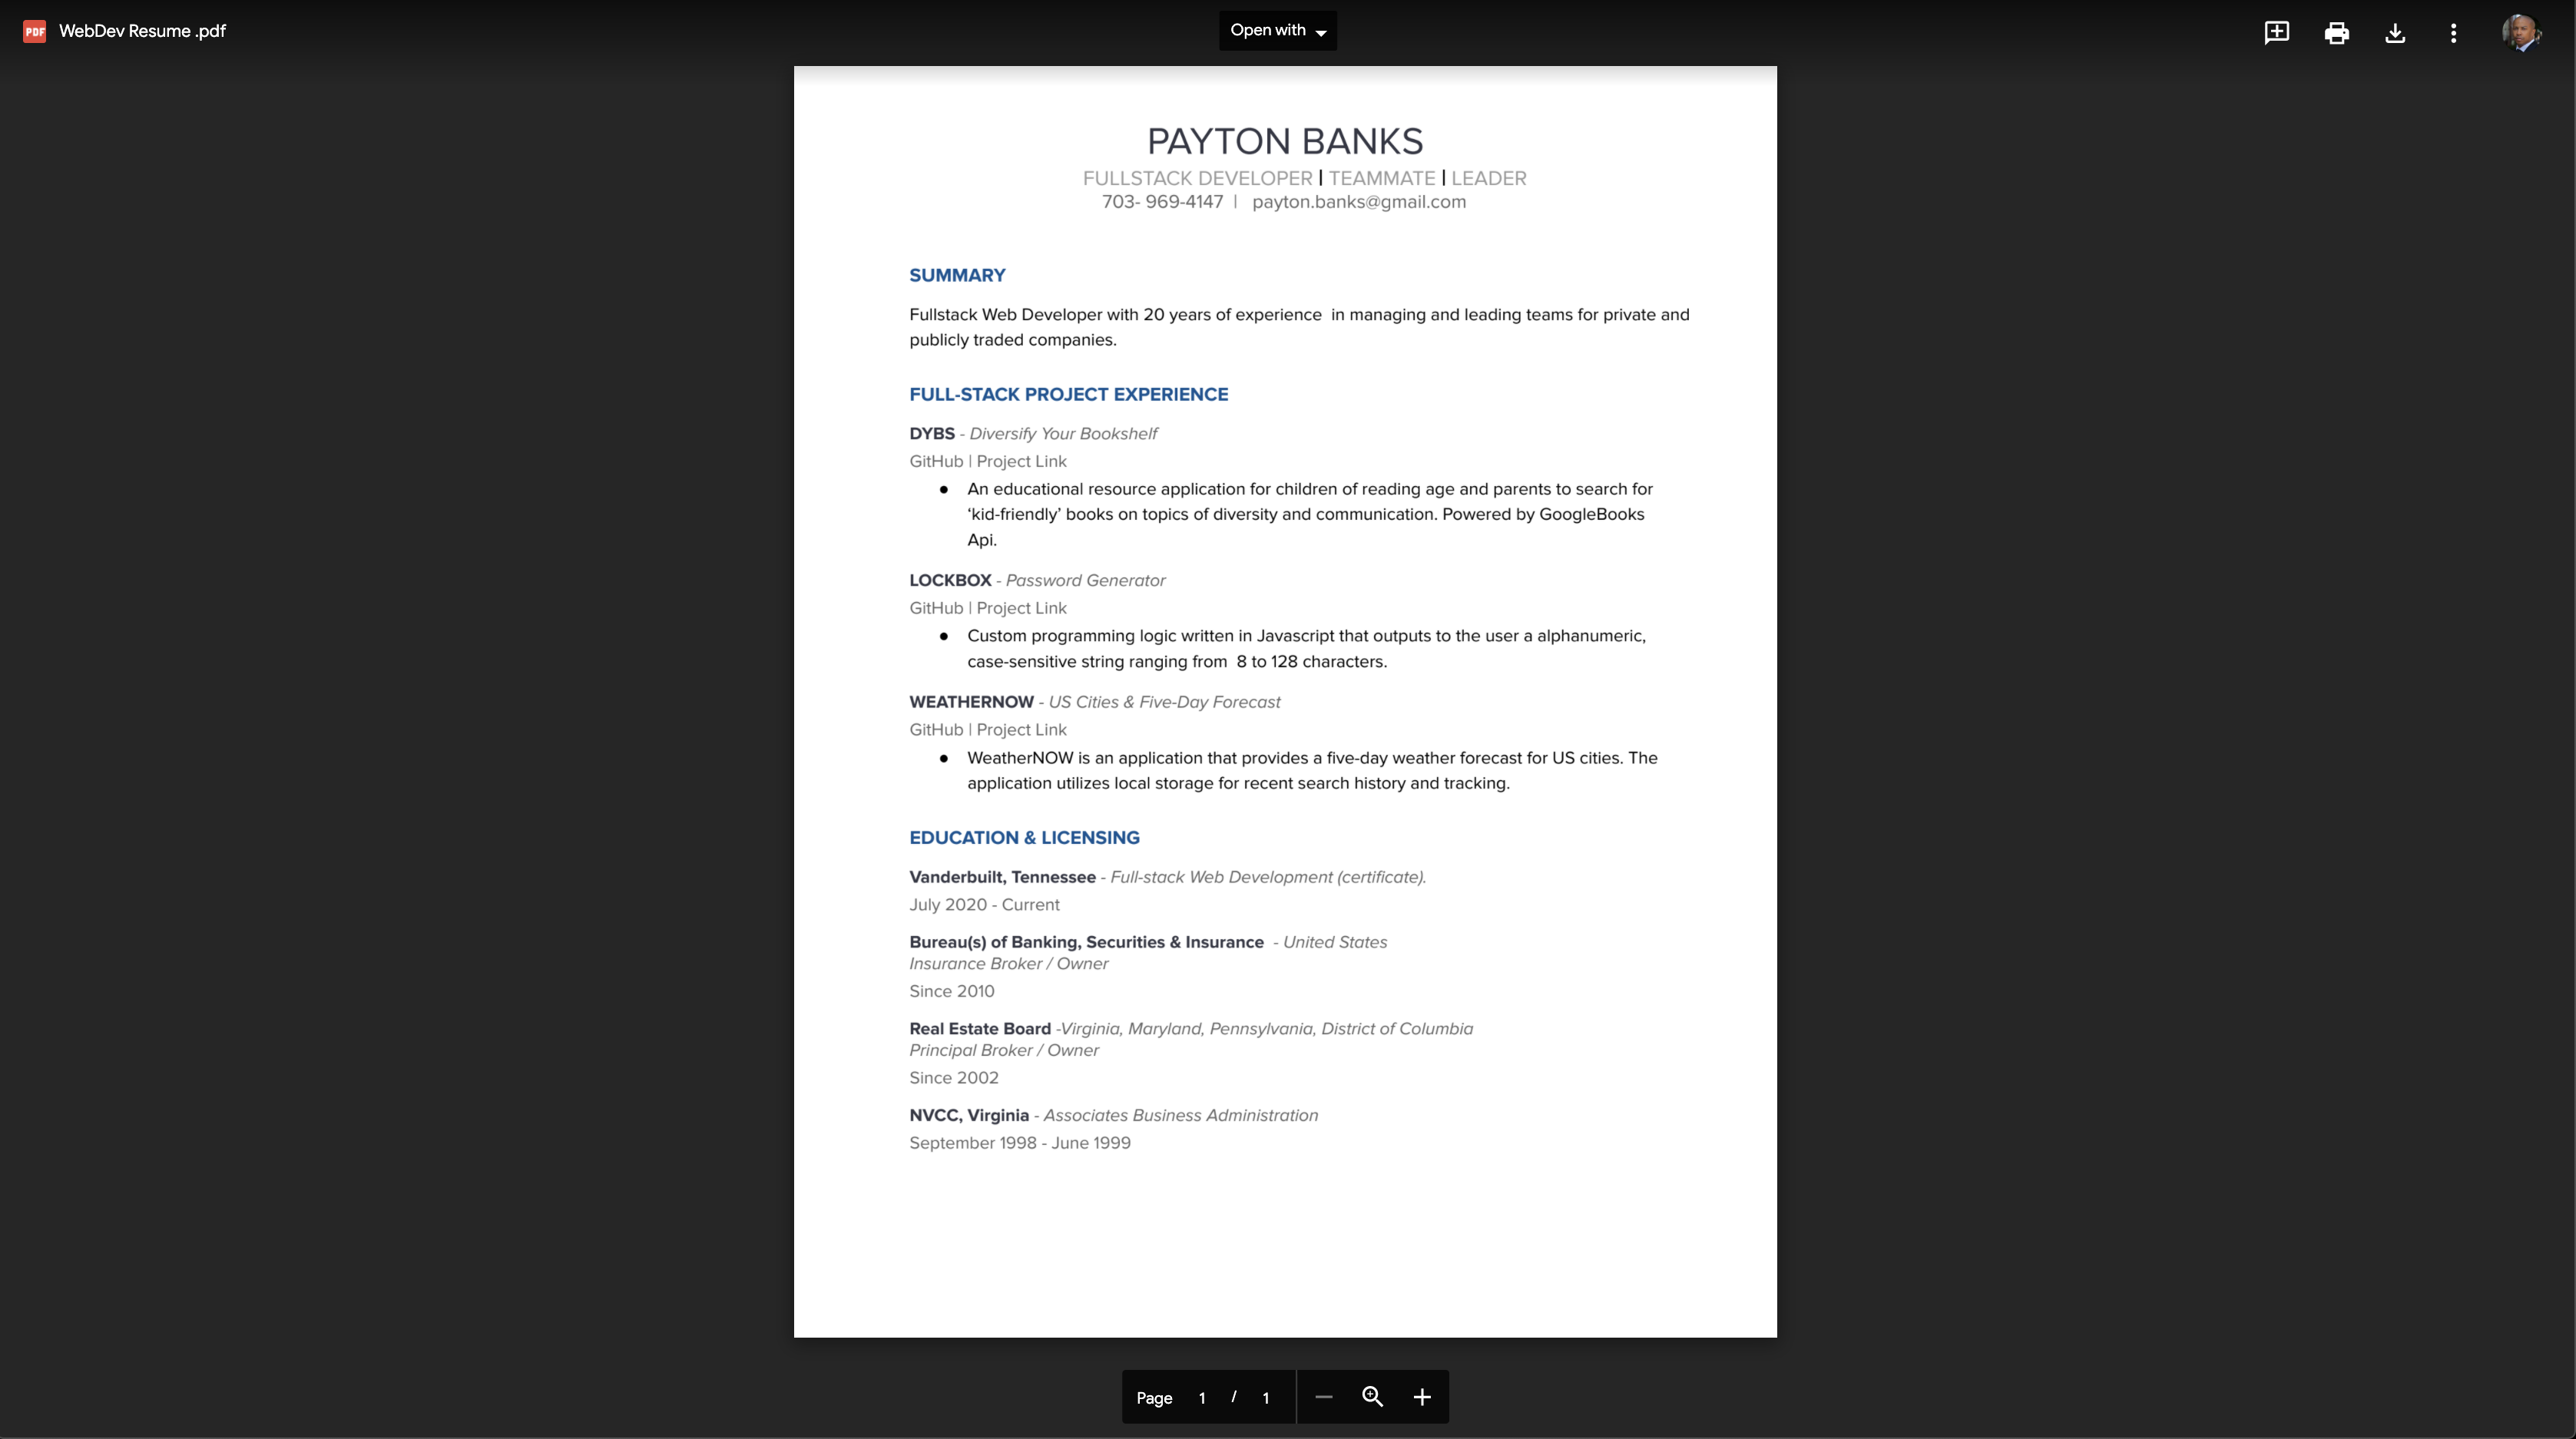 PDF WebDev Resume .pdf
Open with
PAYTON BANKS
FULLSTACK DEVELOPER | TEAMMATE | LEADER
703- 969-4147 | payton.banks@gmail.com
SUMMARY
Fullstack Web Developer with 20 years of experience  in managing and leading teams for private and
publicly traded companies.
FULL-STACK PROJECT EXPERIENCE
DYBS - Diversify Your Bookshelf
GitHub | Project Link
● An educational resource application for children of reading age and parents to search for
‘kid-friendly’ books on topics of diversity and communication. Powered by GoogleBooks
Api.
LOCKBOX - Password Generator
GitHub | Project Link
● Custom programming logic written in Javascript that outputs to the user a alphanumeric,
case-sensitive string ranging from  8 to 128 characters.
WEATHERNOW - US Cities & Five-Day Forecast
GitHub | Project Link
● WeatherNOW is an application that provides a five-day weather forecast for US cities. The
application utilizes local storage for recent search history and tracking.
EDUCATION & LICENSING
Vanderbuilt, Tennessee - Full-stack Web Development (certificate).
July 2020 - Current
Bureau(s) of Banking, Securities & Insurance  - United States
Insurance Broker / Owner
Since 2010
Real Estate Board -Virginia, Maryland, Pennsylvania, District of Columbia
Principal Broker / Owner
Since 2002
NVCC, Virginia - Associates Business Administration
September 1998 - June 1999
Page 1 / 1